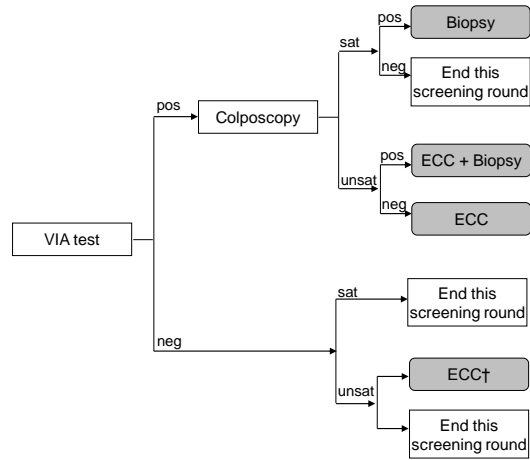 pos
Biopsy
sat
neg
End this
screening round
pos
Colposcopy
pos
ECC + Biopsy
unsat
neg
ECC
VIA test
sat
End this
screening round
neg
ECC†
unsat
End this
screening round